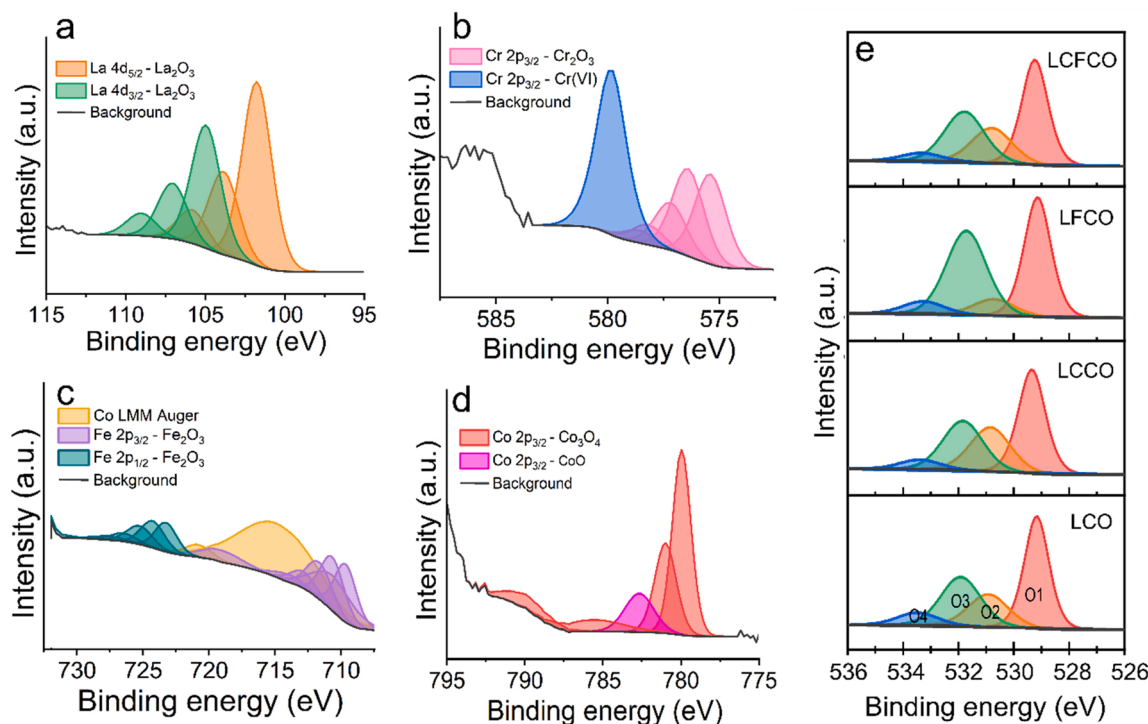 a
La 4d5/2 - La2O3
La 4d3/2 - La2O3
Background
Intensity (a.u.)
115 110 105 100 95
Binding energy (eV)
b
Cr 2p3/2 - Cr2O3
Cr 2p3/2 - Cr(VI)
Background
Intensity (a.u.)
585 580 575
Binding energy (eV)
c
Co LMM Auger
Fe 2p3/2 - Fe2O3
Fe 2p1/2 - Fe2O3
Background
Intensity (a.u.)
730 725 720 715 710
Binding energy (eV)
d
Co 2p3/2 - Co3O4
Co 2p3/2 - CoO
Background
Intensity (a.u.)
795 790 785 780 775
Binding energy (eV)
e
LCFCO
LFCO
LCCO
LCO
O4 O3 O2 O1
Intensity (a.u.)
536 533 531 529 526
Binding energy (eV)